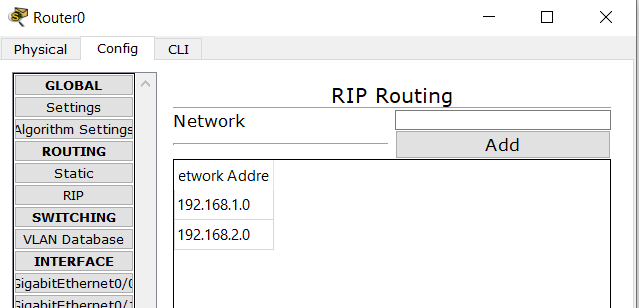 Router0
Physical Config CLI
GLOBAL
Settings
Algorithm Settings
ROUTING
Static
RIP
SWITCHING
VLAN Database
INTERFACE
GigabitEthernet0/0
GigabitEthernet0/1
RIP Routing
Network
Add
etwork Addre
192.168.1.0
192.168.2.0